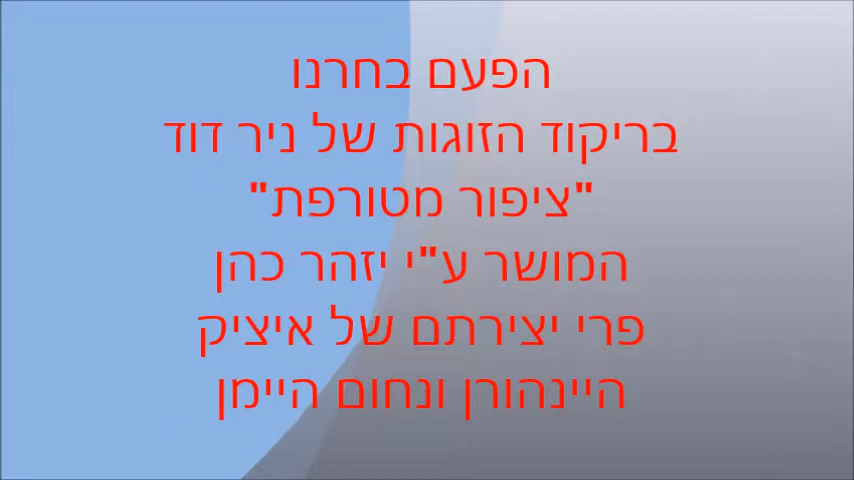 הפעם בחרנו
בריקוד הזוגות של ניר דוד
"ציפור מטורפת"
המושר ע"י יזהר כהן
פרי יצירתם של איציק
היינהורן ונחום היימן